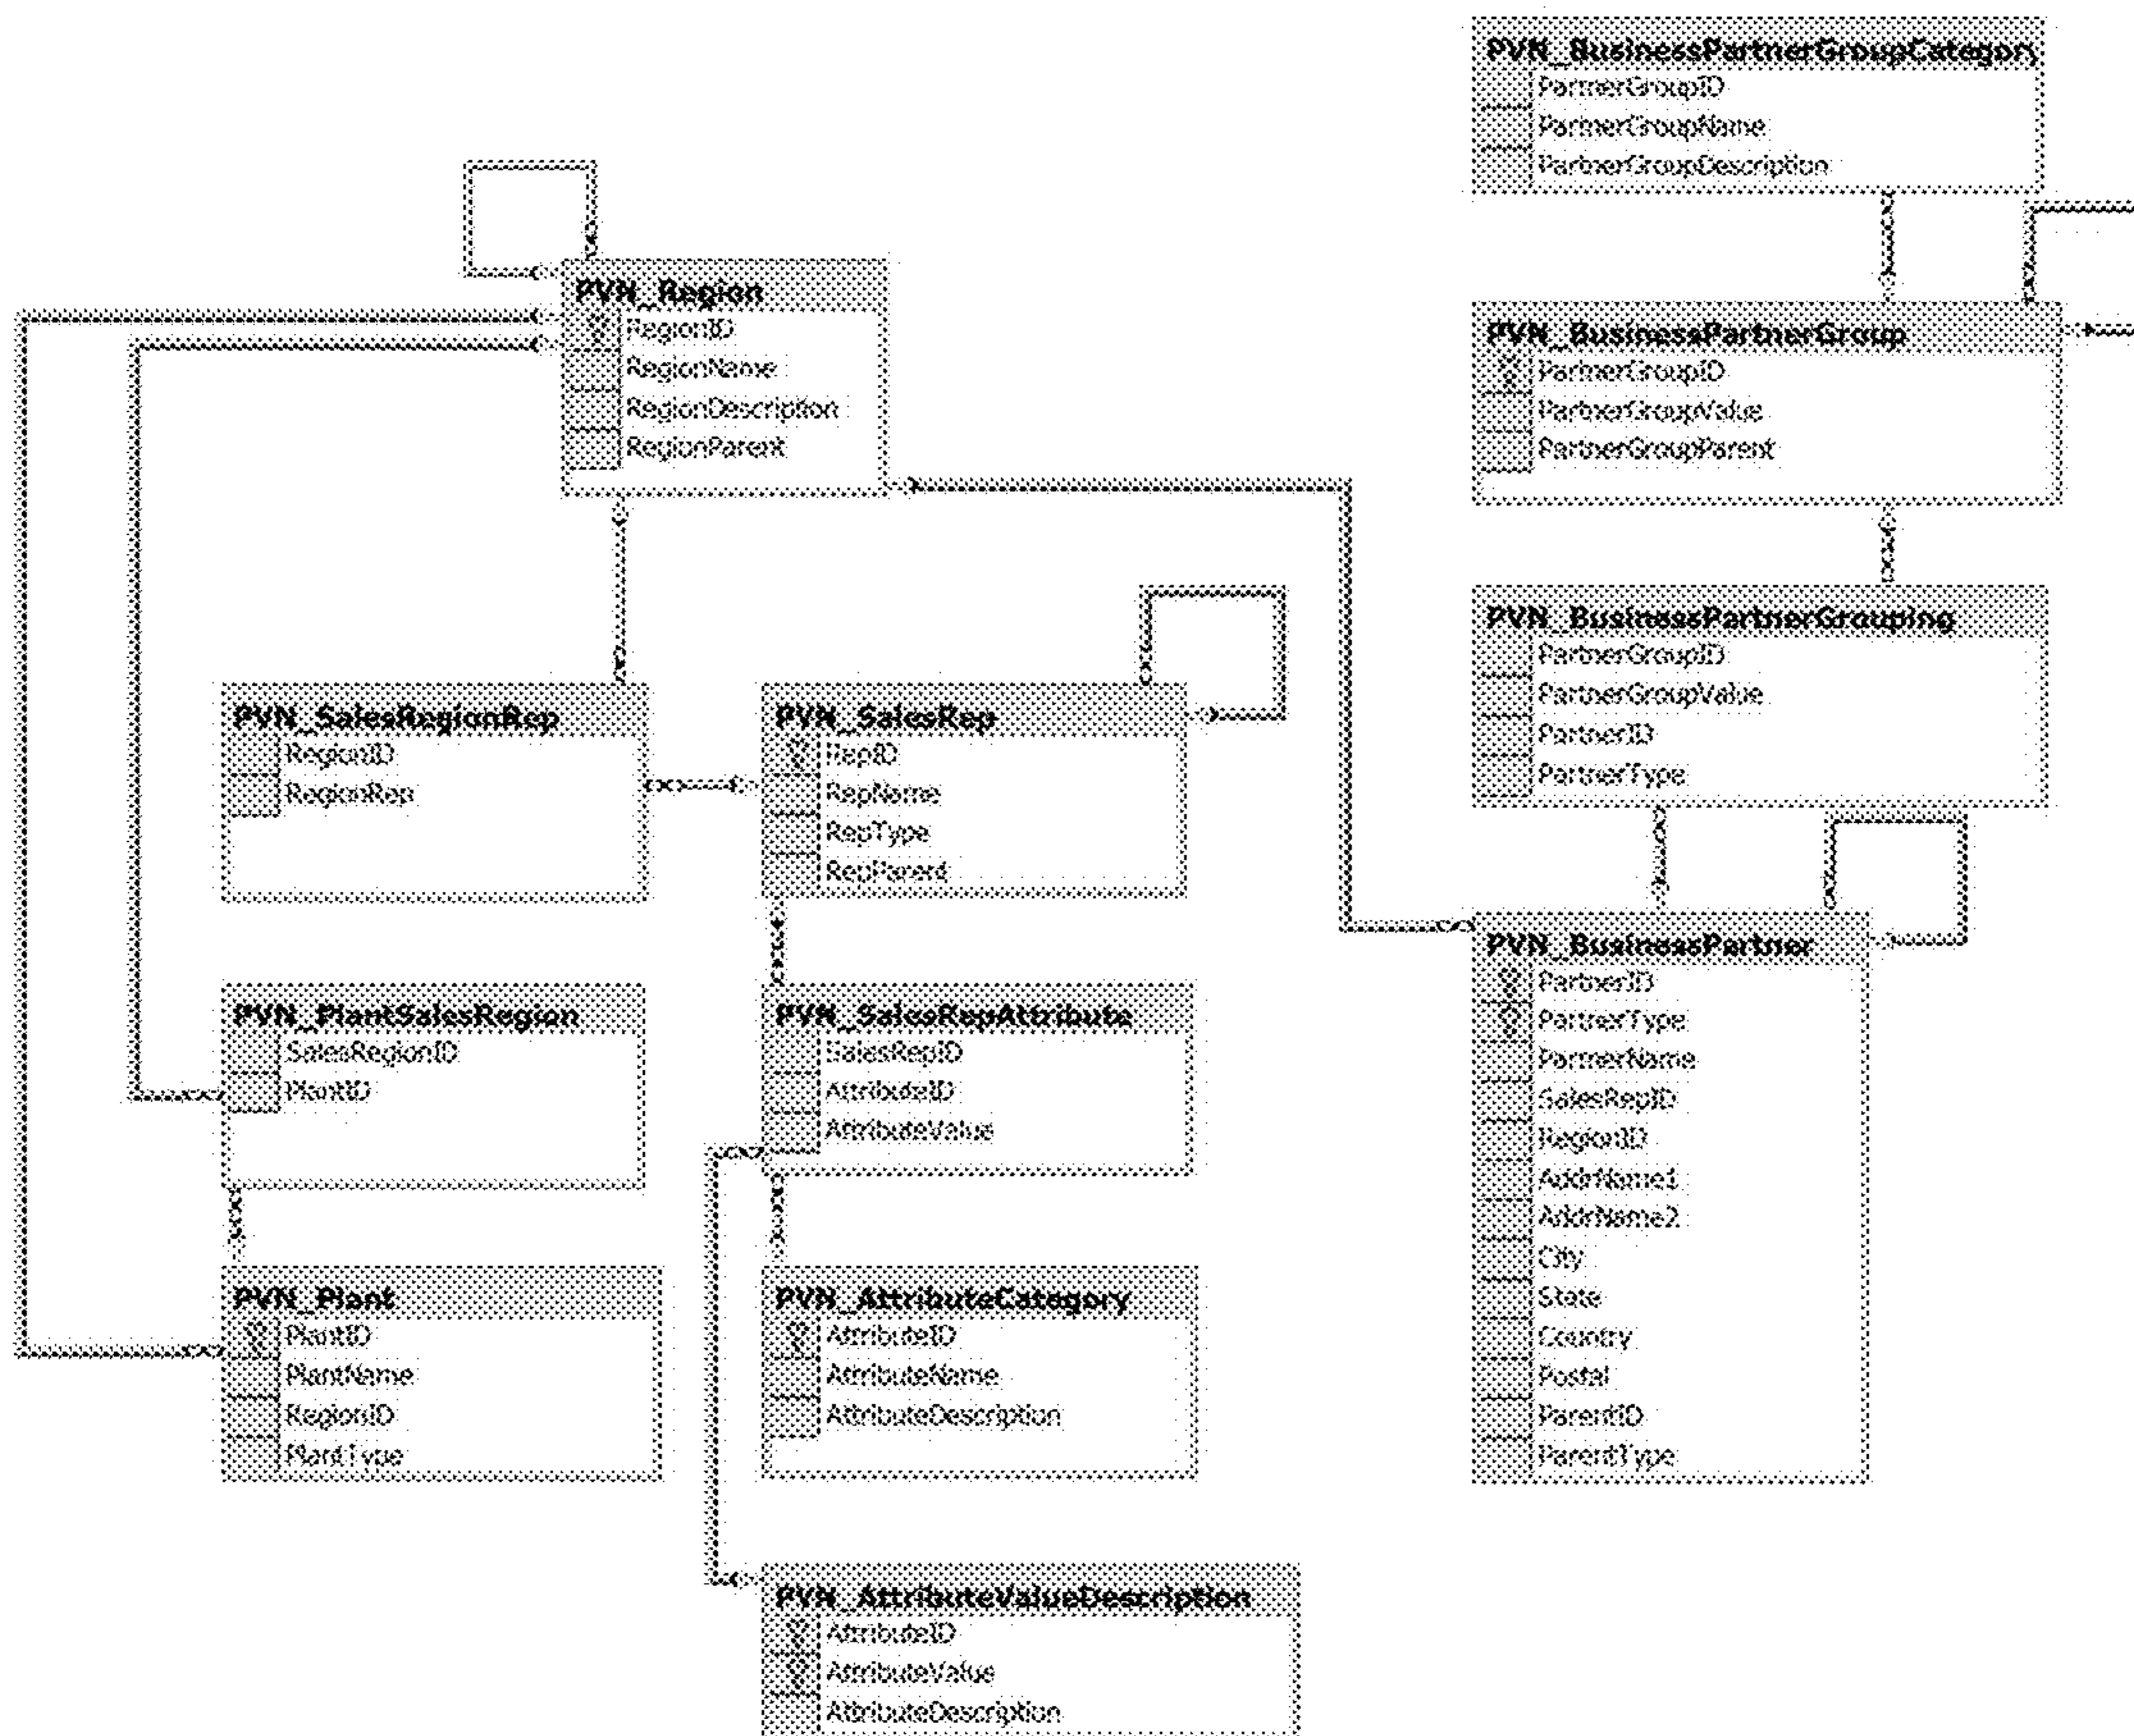 PVN_BusinessPartnerGroupCategory
PartnerGroupID
PartnerGroupName
PartnerGroupDescription
PVN_Region
RegionID
RegionName
RegionDescription
RegionParent
PVN_BusinessPartnerGroup
PartnerGroupID
PartnerGroupValue
PartnerGroupParent
PVN_BusinessPartnerGrouping
PartnerGroupID
PartnerGroupValue
PartnerID
PartnerType
PVN_SalesRegionRep
RegionID
RegionRep
PVN_SalesRep
RepID
RepName
RepType
RepParent
PVN_BusinessPartner
PartnerID
PartnerType
PartnerName
SalesRepID
RegionID
AddrName1
AddrName2
City
State
Country
Postal
ParentID
ParentType
PVN_PlantSalesRegion
SalesRegionID
PlantID
PVN_SalesRepAttribute
SalesRepID
AttributeID
AttributeValue
PVN_Plant
PlantID
PlantName
RegionID
PlantType
PVN_AttributeCategory
AttributeID
AttributeName
AttributeDescription
PVN_AttributeValueDescription
AttributeID
AttributeValue
AttributeDescription